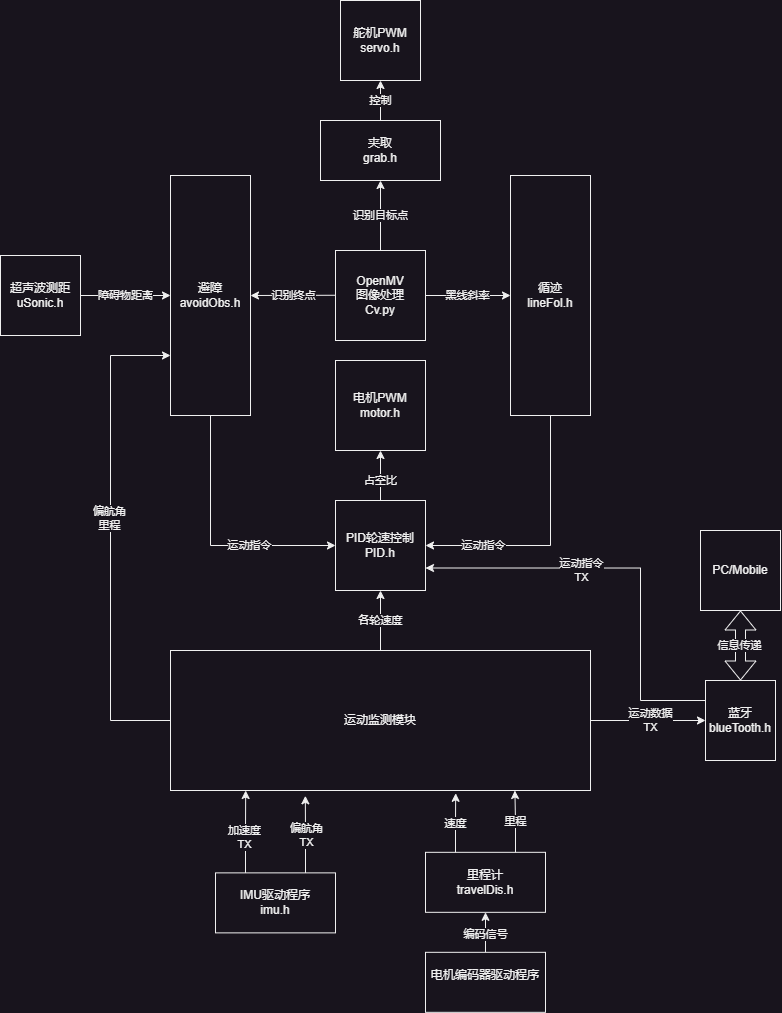 舵机PWM
servo.h
控制
夹取
grab.h
识别目标点
超声波测距
uSonic.h
障碍物距离
避障
avoidObs.h
识别终点
OpenMV
图像处理
Cv.py
黑线斜率
循迹
lineFol.h
电机PWM
motor.h
占空比
偏航角
里程
运动指令
PID轮速控制
PID.h
运动指令
运动指令
TX
PC/Mobile
各轮速度
信息传递
运动监测模块
运动数据
TX
蓝牙
blueTooth.h
加速度
TX
偏航角
TX
速度
里程
IMU驱动程序
imu.h
里程计
travelDis.h
编码信号
电机编码器驱动程序